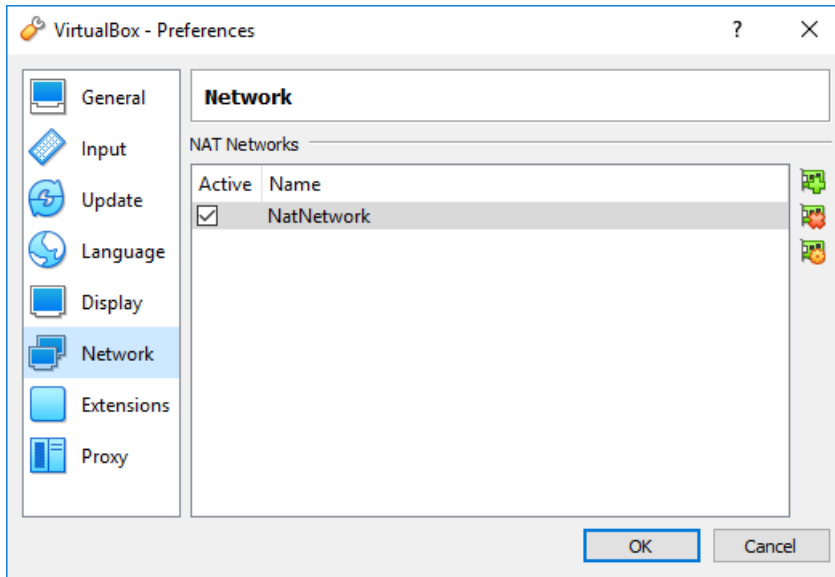 VirtualBox - Preferences
General
Input
Update
Language
Display
Network
Extensions
Proxy
Network
NAT Networks
Active Name
NatNetwork
OK
Cancel